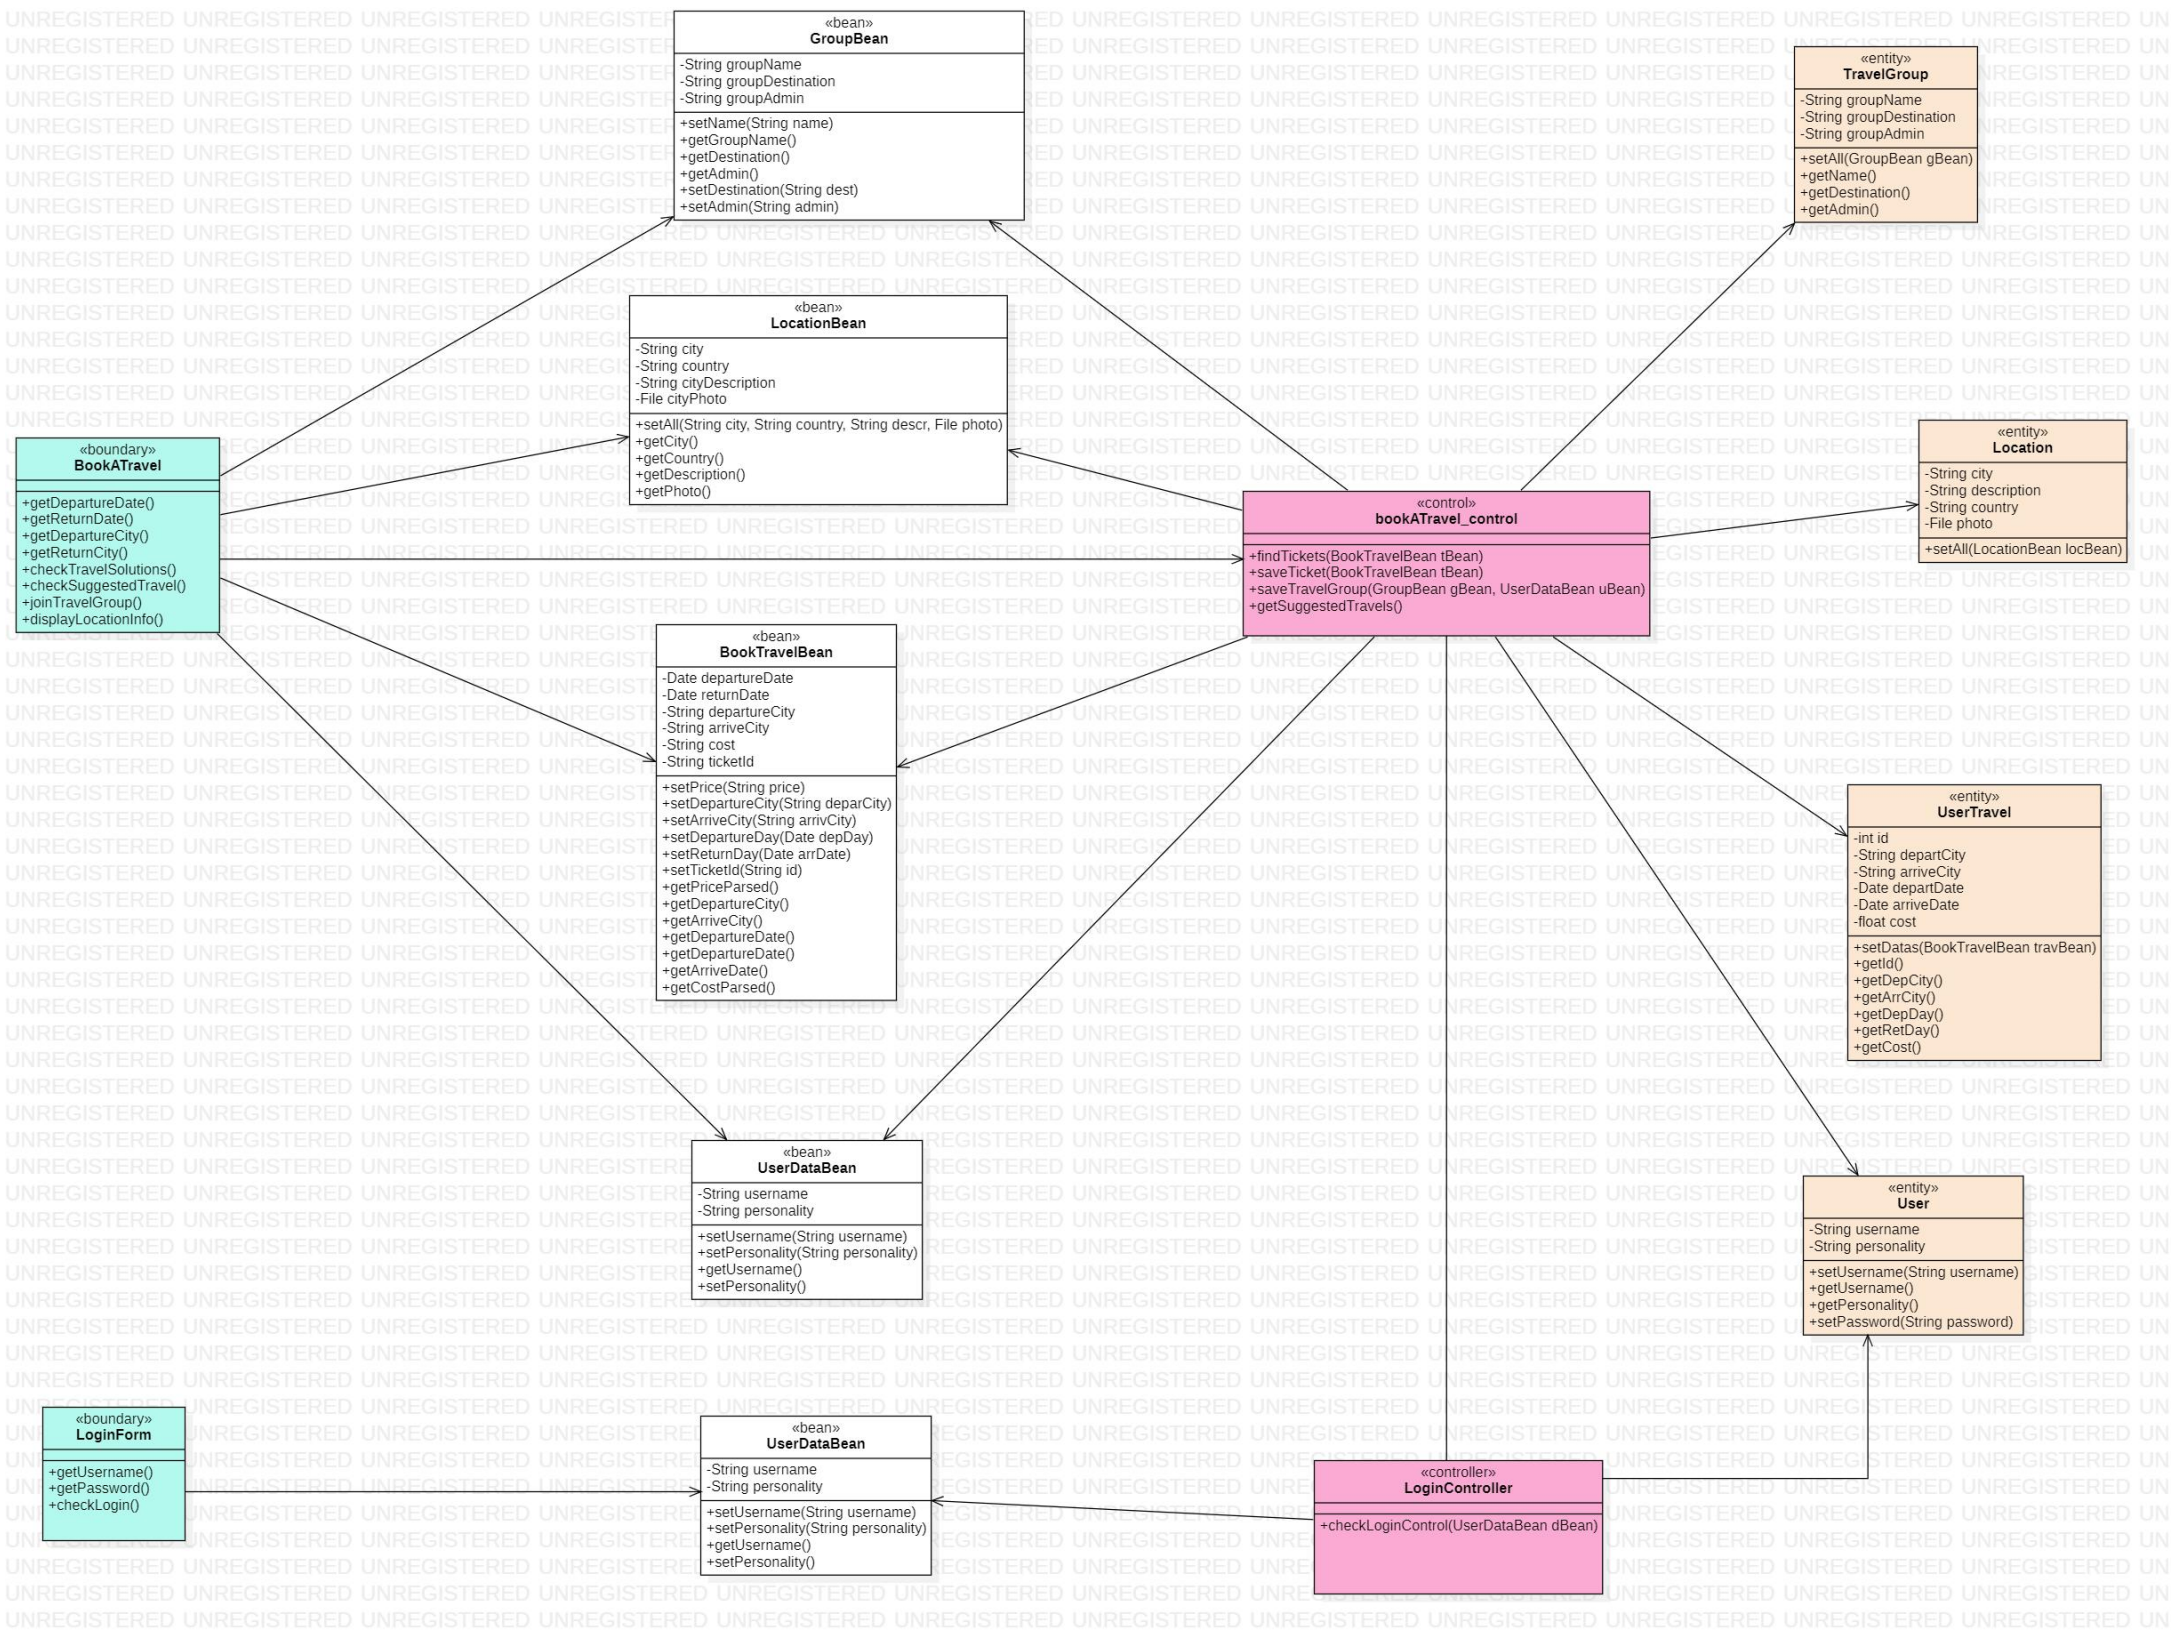 «bean»
GroupBean
-String groupName
-String groupDestination
-String groupAdmin
+setName(String name)
+getGroupName()
+getDestination()
+getAdmin()
+setDestination(String dest)
+setAdmin(String admin)
«entity»
TravelGroup
-String groupName
-String groupDestination
-String groupAdmin
+setAll(GroupBean gBean)
+getName()
+getDestination()
+getAdmin()
«bean»
LocationBean
-String city
-String country
-String cityDescription
-File cityPhoto
+setAll(String city, String country, String descr, File photo)
+getCity()
+getCountry()
+getDescription()
+getPhoto()
«boundary»
BookATravel
+getDepartureDate()
+getReturnDate()
+getDepartureCity()
+getReturnCity()
+checkTravelSolutions()
+checkSuggestedTravel()
+joinTravelGroup()
+displayLocationInfo()
«control»
bookATravel_control
+findTickets(BookTravelBean tBean)
+saveTicket(BookTravelBean tBean)
+saveTravelGroup(GroupBean gBean, UserDataBean uBean)
+getSuggestedTravels()
«entity»
Location
-String city
-String description
-String country
-File photo
+setAll(LocationBean locBean)
«bean»
BookTravelBean
-Date departureDate
-Date returnDate
-String departureCity
-String arriveCity
-String cost
-String ticketId
+setPrice(String price)
+setDepartureCity(String deparCity)
+setArriveCity(String arrivCity)
+setDepartureDay(Date depDay)
+setReturnDay(Date arrDate)
+setTicketId(String id)
+getPriceParsed()
+getDepartureCity()
+getArriveCity()
+getDepartureDate()
+getDepartureDate()
+getArriveDate()
+getCostParsed()
«entity»
UserTravel
-int id
-String departCity
-String arriveCity
-Date departDate
-Date arriveDate
-float cost
+setDatas(BookTravelBean travBean)
+getId()
+getDepCity()
+getArrCity()
+getDepDay()
+getRetDay()
+getCost()
«bean»
UserDataBean
-String username
-String personality
+setUsername(String username)
+setPersonality(String personality)
+getUsername()
+setPersonality()
«entity»
User
-String username
-String personality
+setUsername(String username)
+getUsername()
+getPersonality()
+setPassword(String password)
«boundary»
LoginForm
+getUsername()
+getPassword()
+checkLogin()
«bean»
UserDataBean
-String username
-String personality
+setUsername(String username)
+setPersonality(String personality)
+getUsername()
+setPersonality()
«controller»
LoginController
+checkLoginControl(UserDataBean dBean)